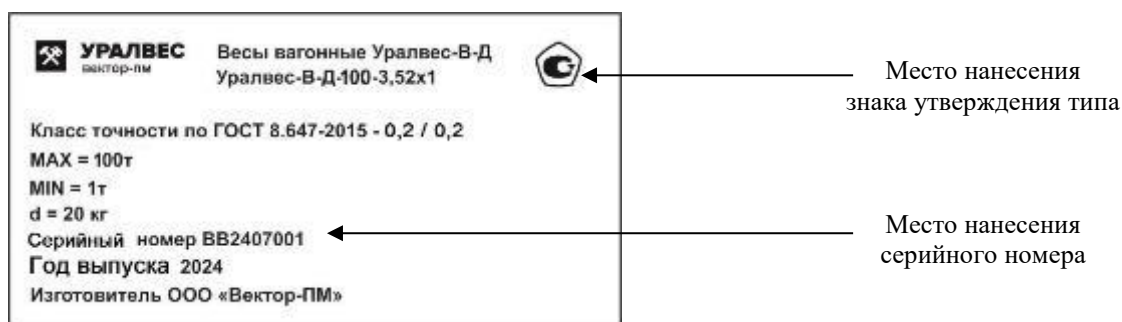 УРАЛВЕС
вектор-пм
Весы вагонные Уралвес-В-Д
Уралвес-В-Д-100-3,52х1
Место нанесения
знака утверждения типа
Класс точности по ГОСТ 8.647-2015 - 0,2 / 0,2
MAX = 100т
MIN = 1т
d = 20 кг
Серийный номер ВВ2407001
Год выпуска 2024
Изготовитель ООО «Вектор-ПМ»
Место нанесения
серийного номера